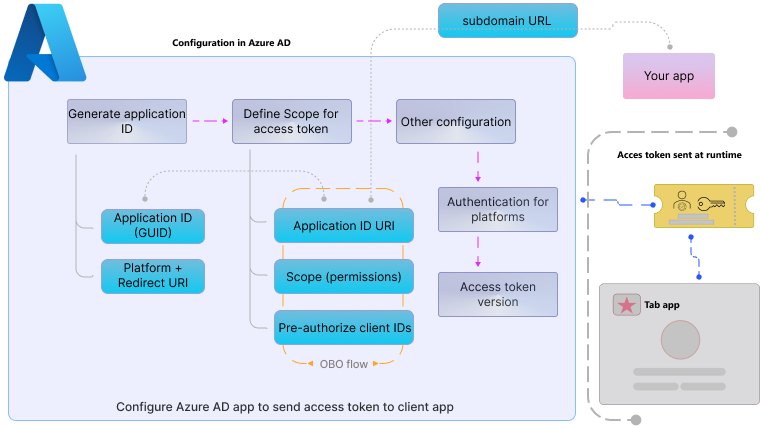 subdomain URL
Configuration in Azure AD
Your app
Generate application
ID
Define Scope for
access token
Other configuration
Acces token sent at runtime
Application ID
(GUID)
Application ID URI
Authentication for
platforms
Platform +
Redirect URI
Scope (permissions)
Access token
version
Tab app
Pre-authorize client IDs
OBO flow
Configure Azure AD app to send access token to client app